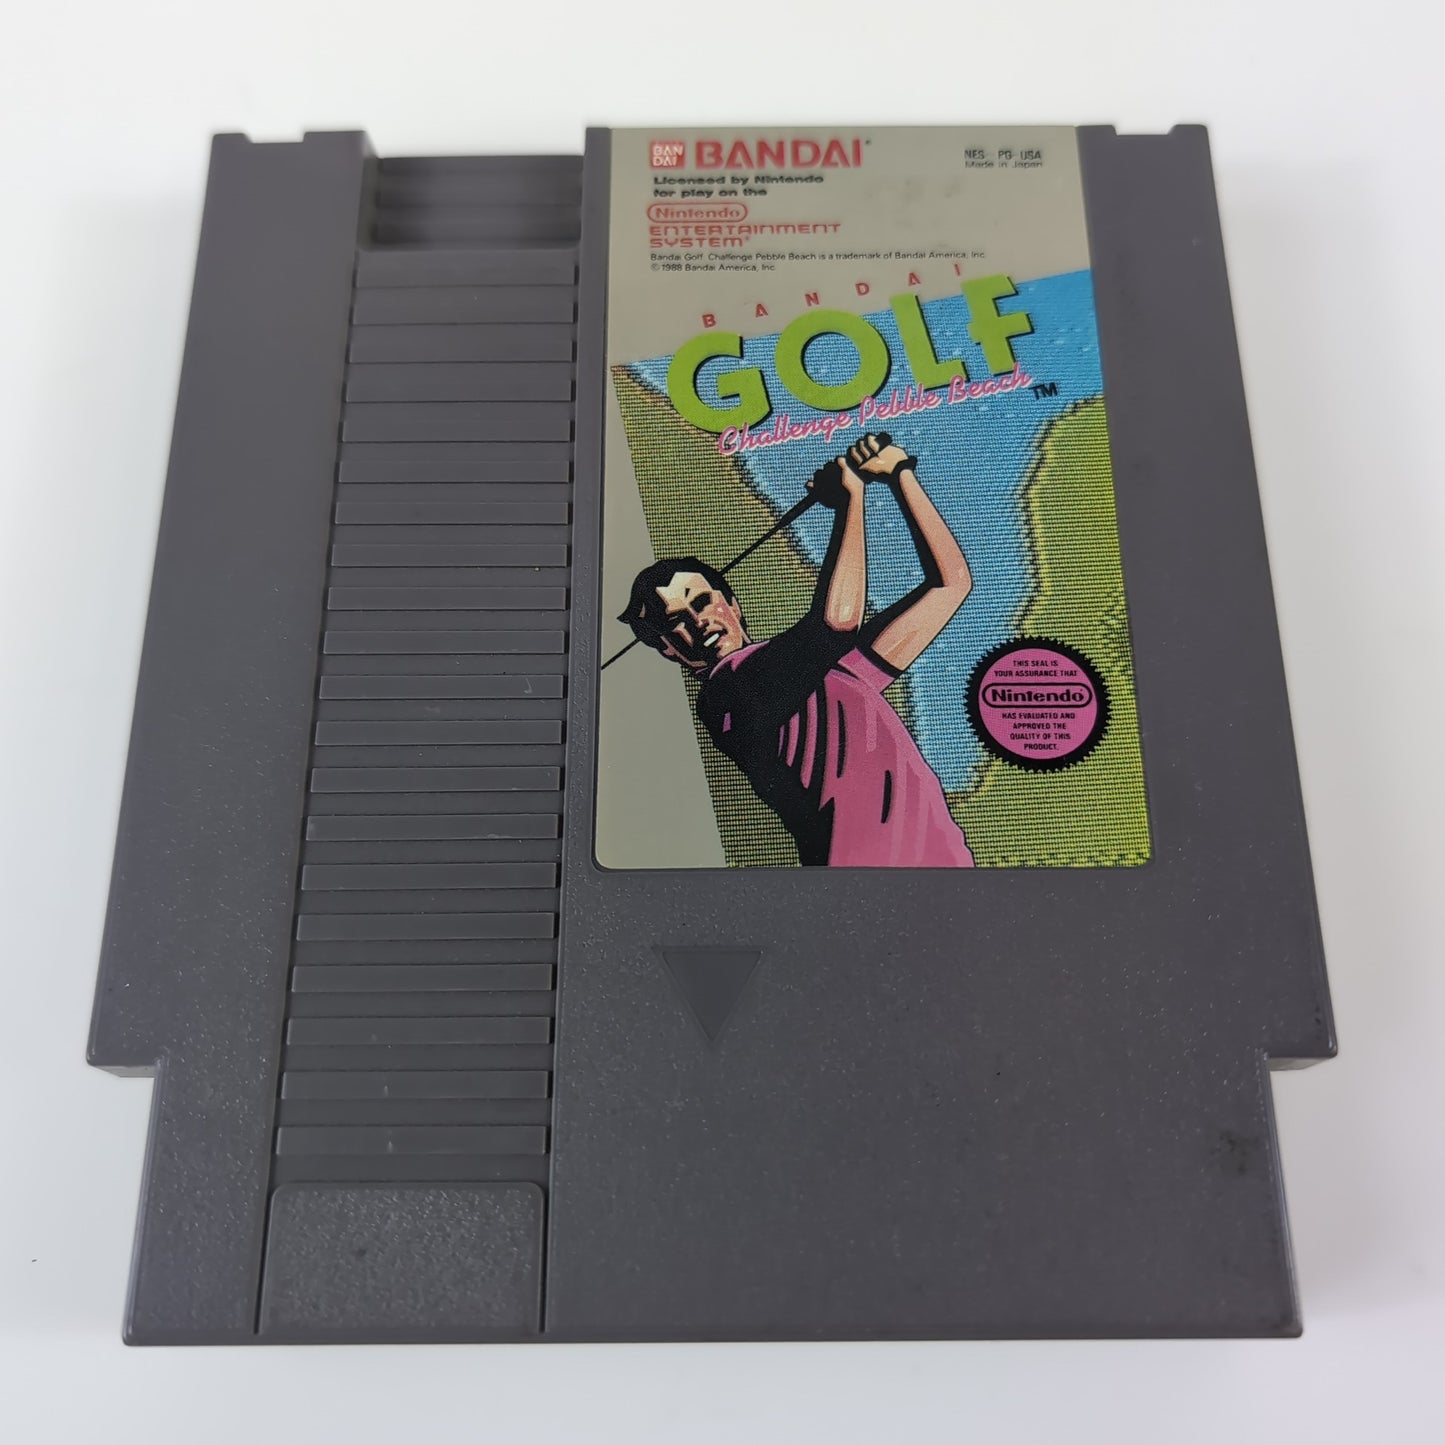 BAN
DAI
BANDAI
NES-PG-USA
Made in Japan
Licensed by Nintendo
for play on the
Nintendo
ENTERTAINMENT
SYSTEM
Bandai Golf: Challenge Pebble Beach is a trademark of Bandai America, Inc.
© 1988 Bandai America, Inc.
BANDAI
GOLF
Challenge Pebble Beach
TM
THIS SEAL IS
YOUR ASSURANCE THAT
Nintendo
HAS EVALUATED AND
APPROVED THE
QUALITY OF THIS
PRODUCT.